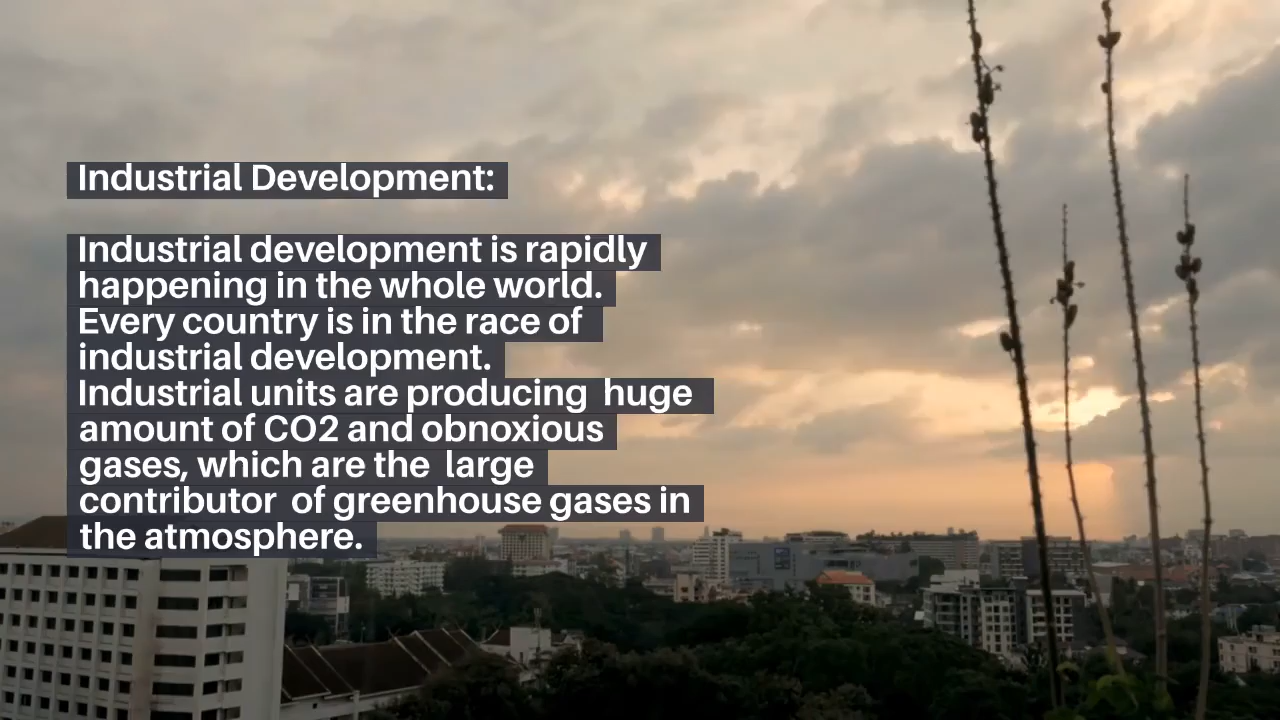 Industrial Development:
Industrial development is rapidly
happening in the whole world.
Every country is in the race of
industrial development.
Industrial units are producing  huge
amount of CO2 and obnoxious
gases, which are the  large
contributor  of greenhouse gases in
the atmosphere.